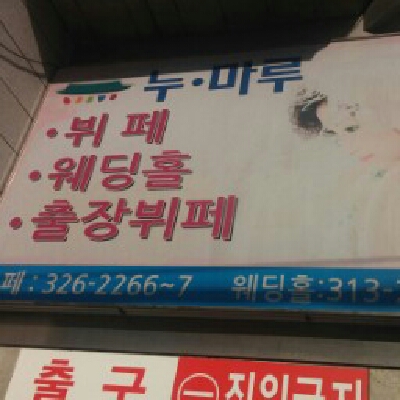 누·마루
·뷔 페
·웨딩홀
·출장뷔페
페 : 326-2266~7 웨딩홀:313-
출 구
진입금지